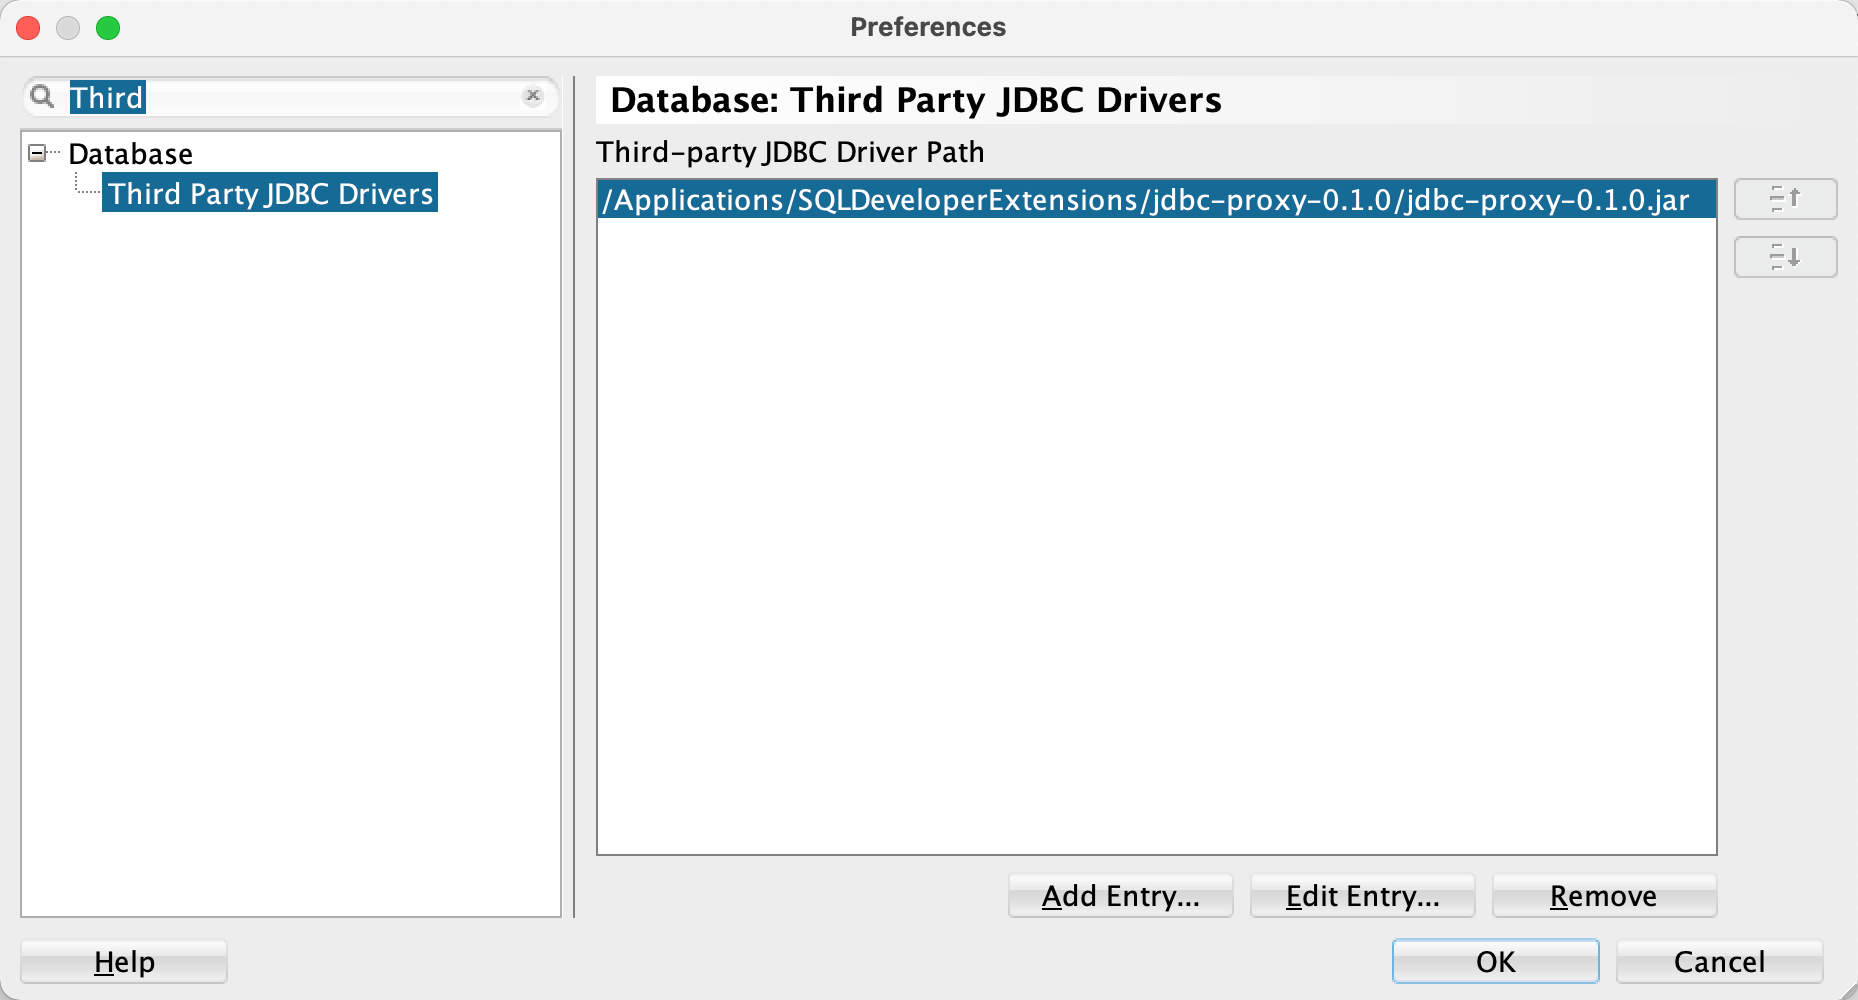 Preferences
Third
Database
Third Party JDBC Drivers
Database: Third Party JDBC Drivers
Third-party JDBC Driver Path
/Applications/SQLDeveloperExtensions/jdbc-proxy-0.1.0/jdbc-proxy-0.1.0.jar
Add Entry...
Edit Entry...
Remove
Help
OK
Cancel